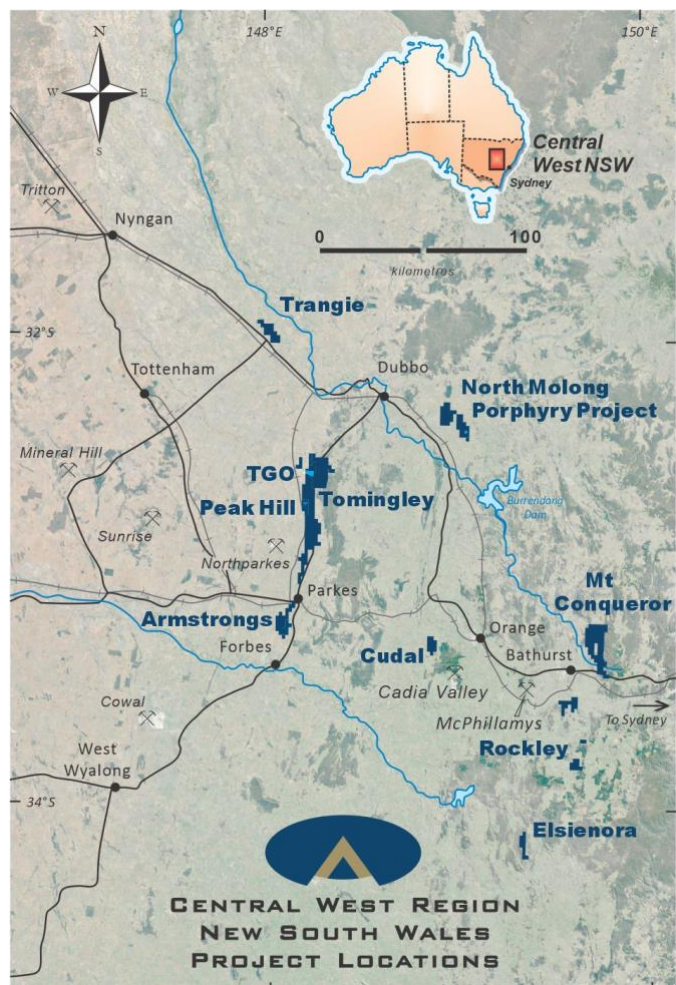 148°E
150°E
N
W
E
S
Central
West NSW
Sydney
Tritton
Nyngan
0
100
kilometres
Trangie
32°S
Tottenham
Dubbo
North Molong
Porphyry Project
Mineral Hill
TGO
Tomingley
Peak Hill
Burrendong
Dam
Sunrise
Northparkes
Mt
Conqueror
Parkes
Armstrongs
Orange
Forbes
Cudal
Bathurst
Cadia Valley
Cowal
McPhillamys
To Sydney
West
Wyalong
Rockley
34°S
Elsienora
Central West Region
New South Wales
Project Locations